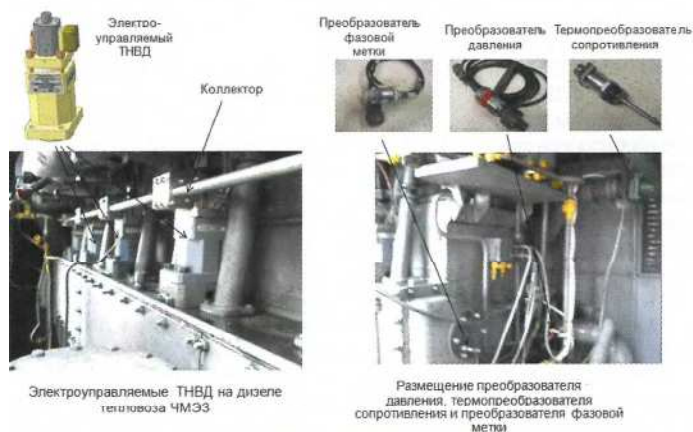 Электро-
управляемый
ТНВД
Коллектор
Преобразователь
фазовой
метки
Преобразователь
давления
Термопреобразователь
сопротивления
Электроуправляемые ТНВД на дизеле
тепловоза ЧМЭЗ
Размещение преобразователя
давления, термопреобразователя
сопротивления и преобразователя фазовой
метки